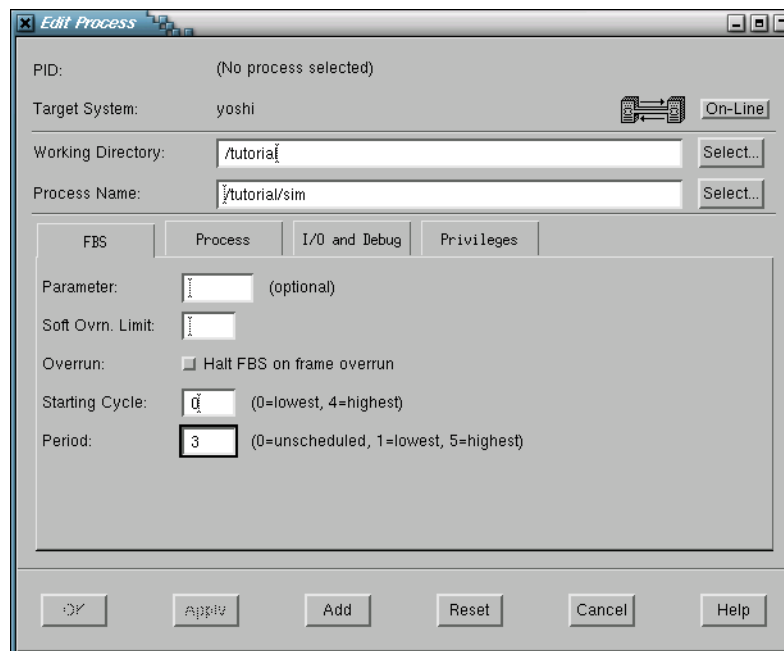 Edit Process
PID: (No process selected)
Target System: yoshi On-Line
Working Directory: /tutorial Select...
Process Name: /tutorial/sim Select...
FBS Process I/O and Debug Privileges
Parameter: (optional)
Soft Ovrn. Limit:
Overrun: Halt FBS on frame overrun
Starting Cycle: 0 (0=lowest, 4=highest)
Period: 3 (0=unscheduled, 1=lowest, 5=highest)
OK Apply Add Reset Cancel Help